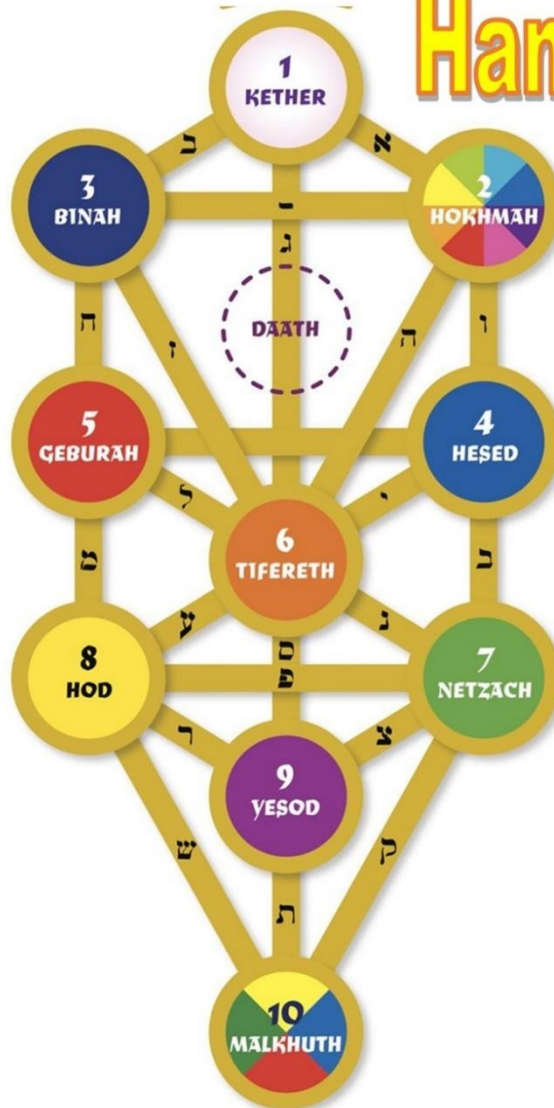 Han
1
KETHER
ב א
3
BINAH
2
HOKHMAH
ג
DAATH
ח ז ה ו
5
GEBURAH
4
HESED
ל י
6
TIFERETH
נ
ס
8
HOD
7
NETZACH
ר צ
9
YESOD
ש ק
ת
10
MALKHUTH